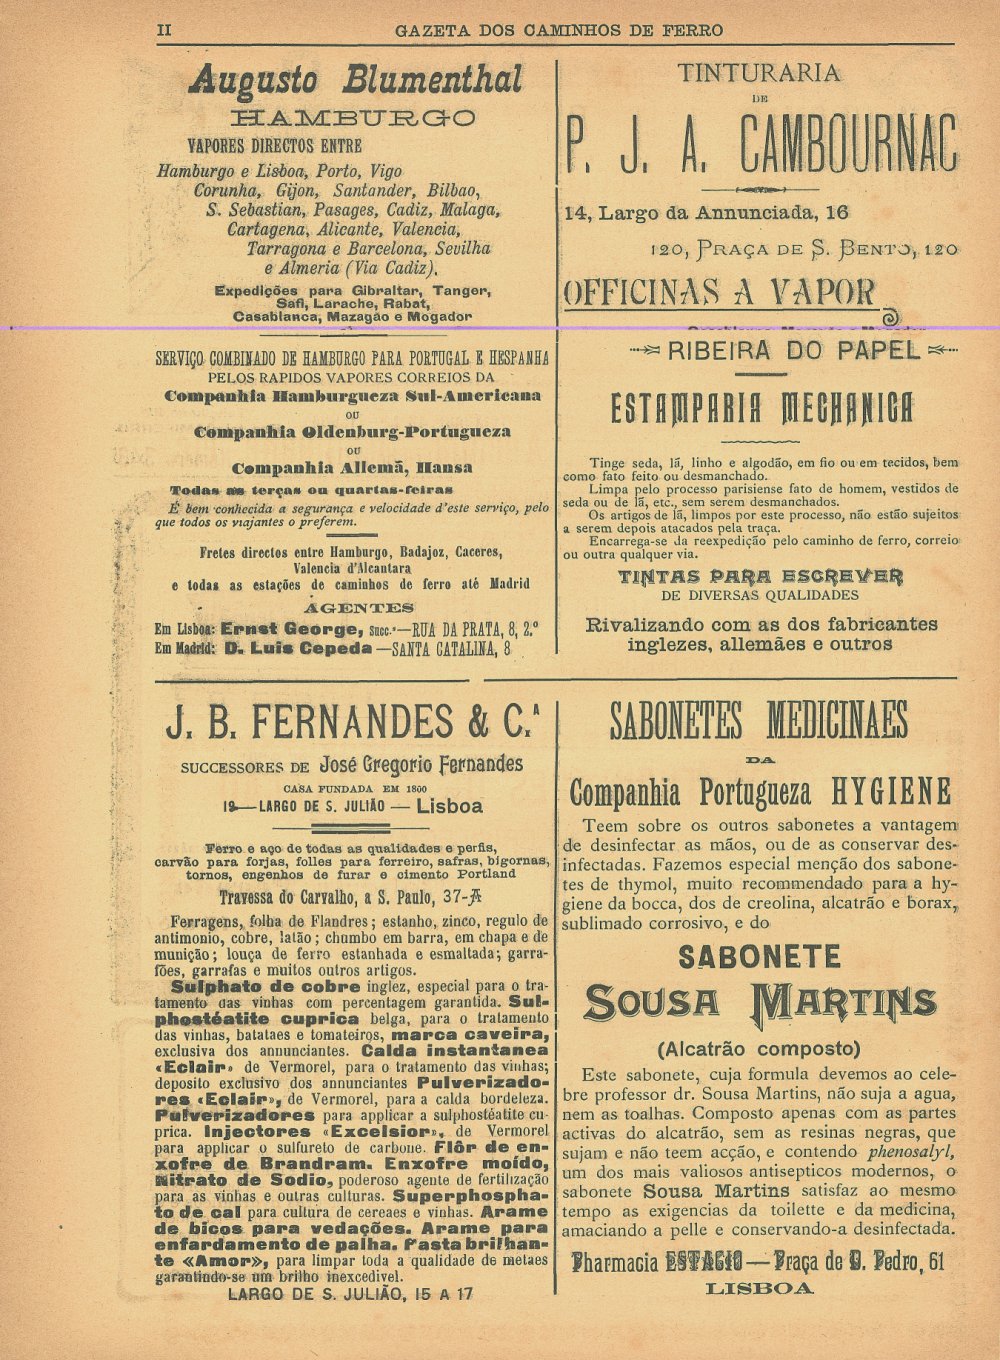 II
GAZETA DOS CAMINHOS DE FERRO
Augusto Blumenthal
HAMBURGO
VAPORES DIRECTOS ENTRE
Hamburgo e Lisboa, Porto, Vigo
Corunha, Gijon, Santander, Bilbao,
S. Sebastian, Pasages, Cadiz, Malaga,
Cartagena, Alicante, Valencia,
Tarragona e Barcelona, Sevilha
e Almeria (Via Cadiz).
Expedições para Gibraltar, Tanger,
Saffi, Larache, Rabat,
Casablanca, Mazagão e Mogador
SERVIÇO COMBINADO DE HAMBURGO PARA PORTUGAL E HESPANHA
PELOS RAPIDOS VAPORES CORREIOS DA
Companhia Hamburgueza Sul-Americana
OU
Companhia Oldenburg-Portugueza
OU
Companhia Allemã, Hansa
Todas as terças ou quartas-feiras
É bem conhecida a segurança e velocidade d'este serviço, pelo
que todos os viajantes o preferem.
Fretes directos entre Hamburgo, Badajoz, Caceres,
Valencia d'Alcantara
e todas as estações de caminhos de ferro até Madrid
AGENTES
Em Lisboa: Ernst George, succ.ʳ—RUA DA PRATA, 8, 2.º
Em Madrid: D. Luis Cepeda—SANTA CATALINA, 8
TINTURARIA
DE
P. J. A. CAMBOURNAC
14, Largo da Annunciada, 16
120, PRAÇA DE S. BENTO, 120
OFFICINAS A VAPOR
RIBEIRA DO PAPEL
ESTAMPARIA MECHANICA
Tinge seda, lã, linho e algodão, em fio ou em tecidos, bem
como fato feito ou desmanchado.
Limpa pelo processo parisiense fato de homem, vestidos de
seda ou de lã, etc., sem serem desmanchados.
Os artigos de lã, limpos por este processo, não estão sujeitos
a serem depois atacados pela traça.
Encarrega-se da reexpedição pelo caminho de ferro, correio
ou outra qualquer via.
TINTAS PARA ESCREVER
DE DIVERSAS QUALIDADES
Rivalizando com as dos fabricantes
inglezes, allemães e outros
J. B. FERNANDES & C.ᴬ
SUCCESSORES DE José Gregorio Fernandes
CASA FUNDADA EM 1800
19—LARGO DE S. JULIÃO — Lisboa
Ferro e aço de todas as qualidades e perfis,
carvão para forjas, folles para ferreiro, safras, bigornas,
tornos, engenhos de furar e cimento Portland
Travessa do Carvalho, a S. Paulo, 37-A
Ferragens, folha de Flandres; estanho, zinco, regulo de
antimonio, cobre, latão; chumbo em barra, em chapa e de
munição; louça de ferro estanhada e esmaltada; garra-
fões, garrafas e muitos outros artigos.
Sulphato de cobre inglez, especial para o tra-
tamento das vinhas com percentagem garantida. Sul-
phostéatite cuprica belga, para o tratamento
das vinhas, batataes e tomateiros, marca caveira,
exclusiva dos annunciantes. Calda instantanea
«Eclair» de Vermorel, para o tratamento das vinhas;
deposito exclusivo dos annunciantes Pulverizado-
res «Eclair», de Vermorel, para a calda bordeleza.
Pulverizadores para applicar a sulphostéatite cu-
prica. Injectores «Excelsior», de Vermorel
para applicar o sulfureto de carbone. Flôr de en-
xofre de Brandram. Enxofre moído,
Nitrato de Sodio, poderoso agente de fertilização
para as vinhas e outras culturas. Superphospha-
to de cal para cultura de cereaes e vinhas. Arame
de bicos para vedações. Arame para
enfardamento de palha. Pasta brilhan-
te «Amor», para limpar toda a qualidade de metaes
garantindo-se um brilho inexcedivel.
LARGO DE S. JULIÃO, 15 A 17
SABONETES MEDICINAES
DA
Companhia Portugueza HYGIENE
Teem sobre os outros sabonetes a vantagem
de desinfectar as mãos, ou de as conservar des-
infectadas. Fazemos especial menção dos sabone-
tes de thymol, muito recommendado para a hy-
giene da bocca, dos de creolina, alcatrão e borax,
sublimado corrosivo, e do
SABONETE
SOUSA MARTINS
(Alcatrão composto)
Este sabonete, cuja formula devemos ao cele-
bre professor dr. Sousa Martins, não suja a agua,
nem as toalhas. Composto apenas com as partes
activas do alcatrão, sem as resinas negras, que
sujam e não teem acção, e contendo phenosalyl,
um dos mais valiosos antisepticos modernos, o
sabonete Sousa Martins satisfaz ao mesmo
tempo as exigencias da toilette e da medicina,
amaciando a pelle e conservando-a desinfectada.
Pharmacia ESTACIO — Praça de D. Pedro, 61
LISBOA